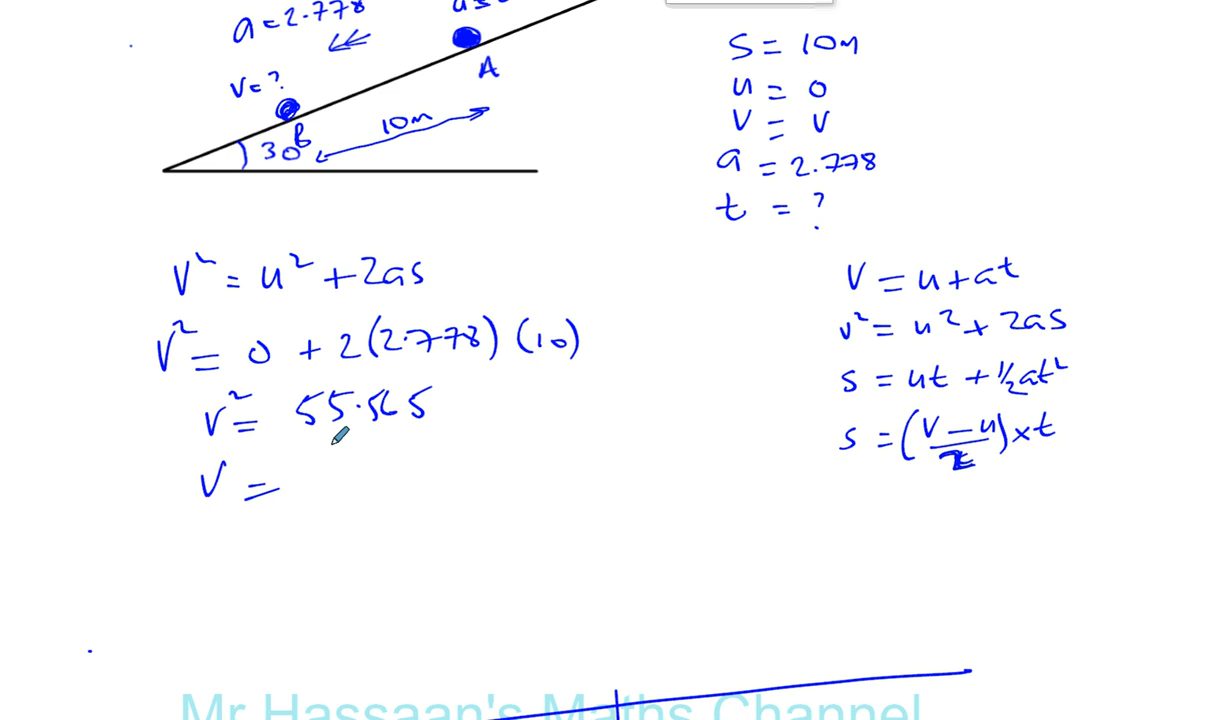 a = 2.778
v = ?
A
B
10m
30°
S = 10m
u = 0
v = v
a = 2.778
t = ?
v² = u² + 2as
v² = 0 + 2(2.778)(10)
v² = 55.565
v =
v = u + at
v² = u² + 2as
s = ut + ½at²
s = (v - u / 2) × t
Mr Hassaan's Maths Channel